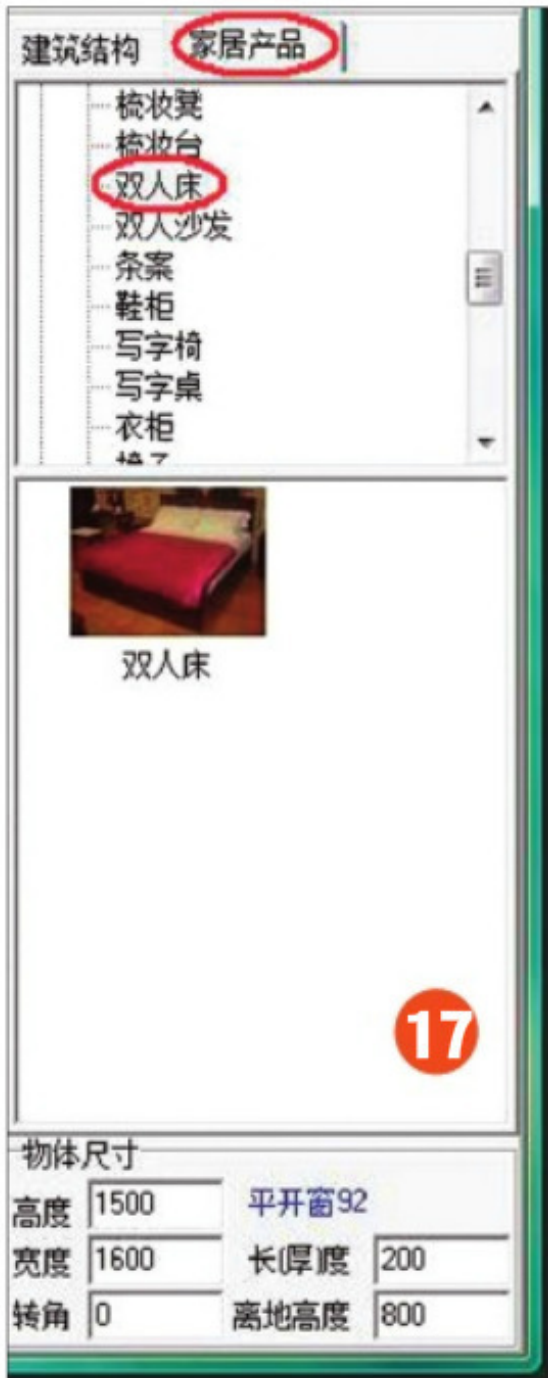 建筑结构 家居产品
梳妆凳
梳妆台
双人床
双人沙发
条案
鞋柜
写字椅
写字桌
衣柜
椅子
双人床
17
物体尺寸
高度 1500 平开窗92
宽度 1600 长(厚)度 200
转角 0 离地高度 800